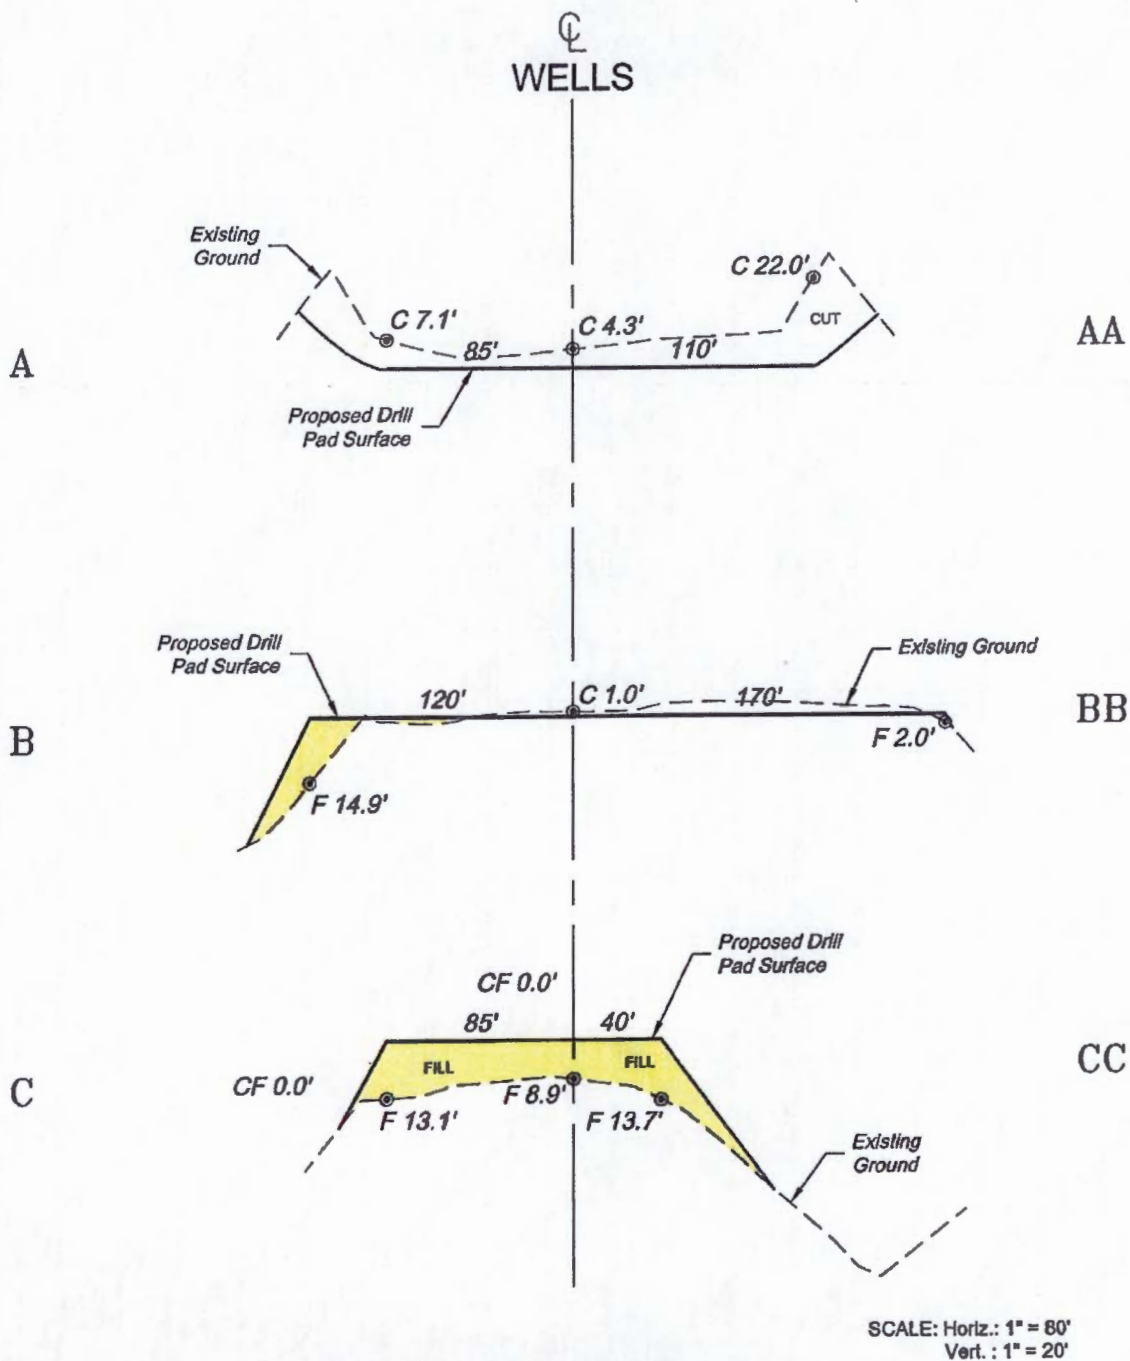 ℄
WELLS
Existing
Ground
C 22.0'
C 7.1'
C 4.3'
CUT
A
85'
110'
AA
Proposed Drill
Pad Surface
Proposed Drill
Pad Surface
Existing Ground
120'
C 1.0'
170'
B
BB
F 2.0'
F 14.9'
Proposed Drill
Pad Surface
CF 0.0'
85'
40'
FILL
FILL
C
CF 0.0'
CC
F 13.1'
F 8.9'
F 13.7'
Existing
Ground
SCALE: Horiz.: 1" = 80'
Vert. : 1" = 20'